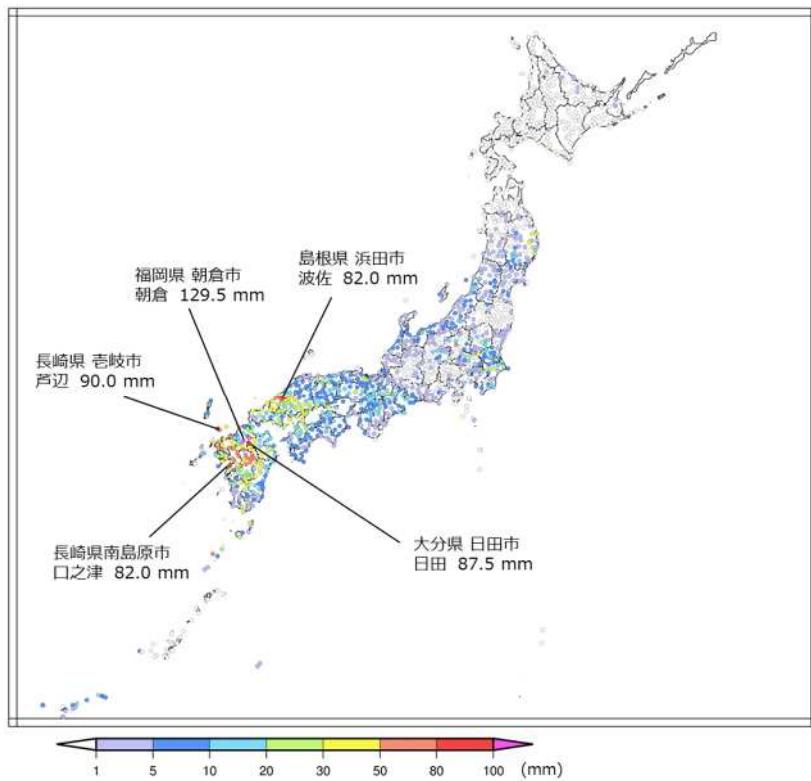 島根県 浜田市
波佐 82.0 mm
福岡県 朝倉市
朝倉 129.5 mm
長崎県 壱岐市
芦辺 90.0 mm
長崎県南島原市
口之津 82.0 mm
大分県 日田市
日田 87.5 mm
1 5 10 20 30 50 80 100 (mm)